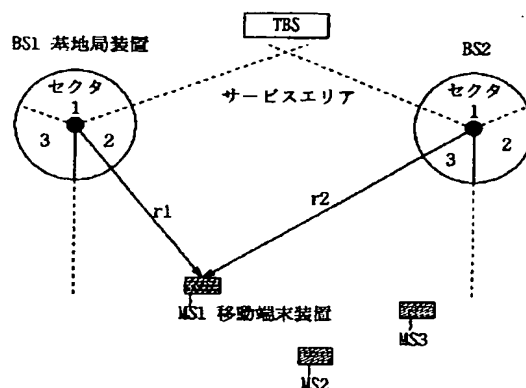 TBS
BS1 基地局装置
BS2
セクタ
1
3
2
サービスエリア
セクタ
1
3
2
r1
r2
MS1 移動端末装置
MS3
MS2